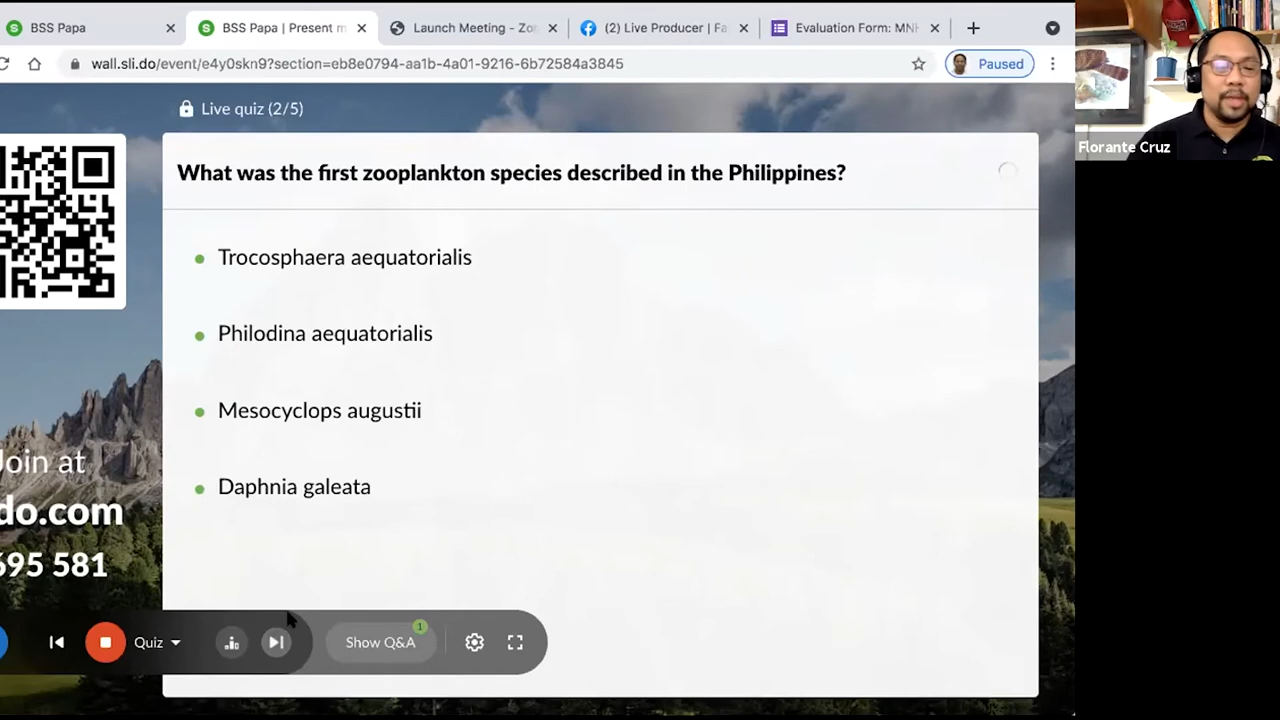 BSS Papa
BSS Papa | Present m
Launch Meeting - Zo
(2) Live Producer | Fa
Evaluation Form: MNH
wall.sli.do/event/e4y0skn9?section=eb8e0794-aa1b-4a01-9216-6b72584a3845
Paused
Florante Cruz
Live quiz (2/5)
What was the first zooplankton species described in the Philippines?
Trocosphaera aequatorialis
Philodina aequatorialis
Mesocyclops augustii
Daphnia galeata
Join at
do.com
695 581
Quiz
Show Q&A
1